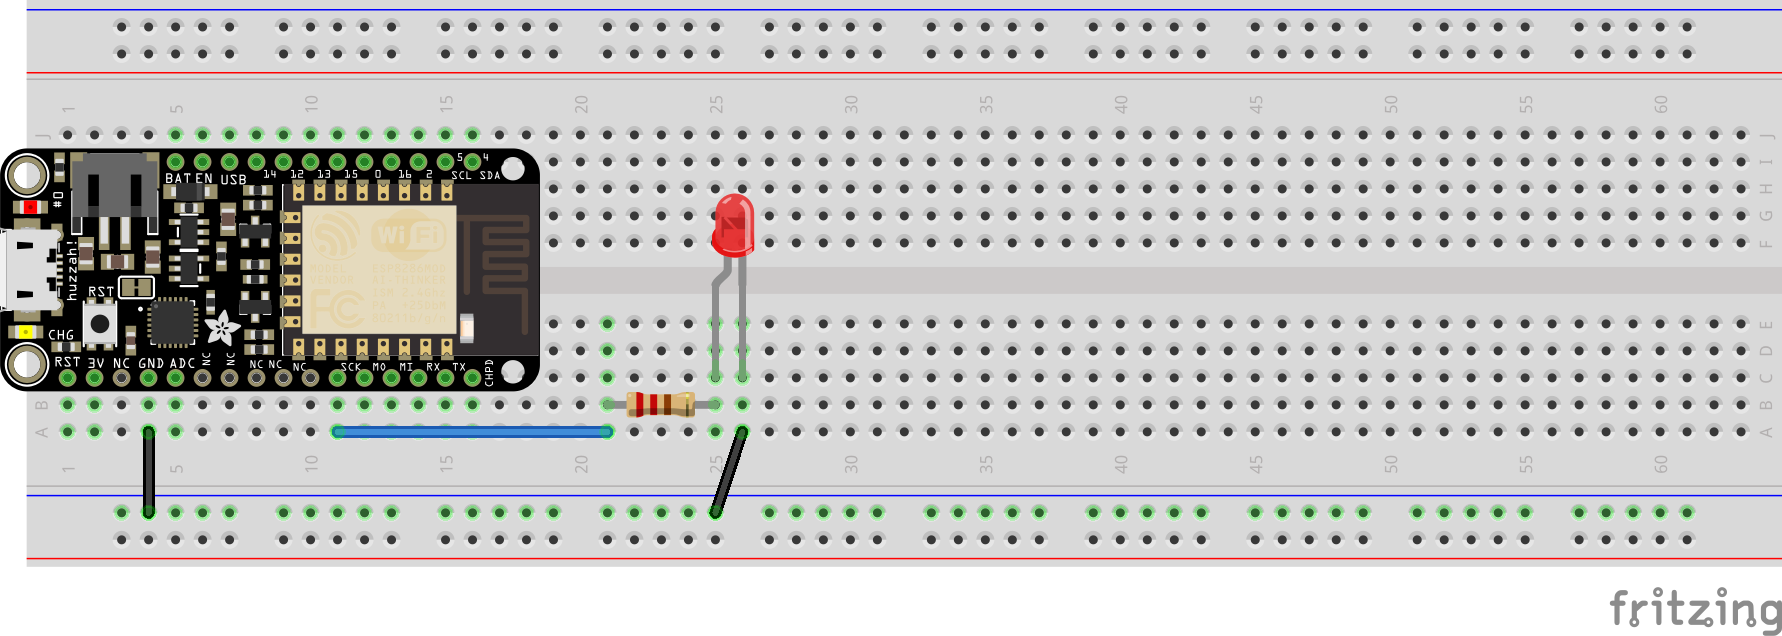 1 5 10 15 20 25 30 35 40 45 50 55 60
J J
I
5 4
BAT EN USB 14 12 13 15 0 16 2 SCL SDA
#0
H
G
WiFi
F
huzzah!
FC
RST
E
CHG
D
RST 3V NC GND ADC NC NC NC NC NC SCK MO MI RX TX CHPD
C
B B
A A
1 5 10 15 20 25 30 35 40 45 50 55 60
fritzing